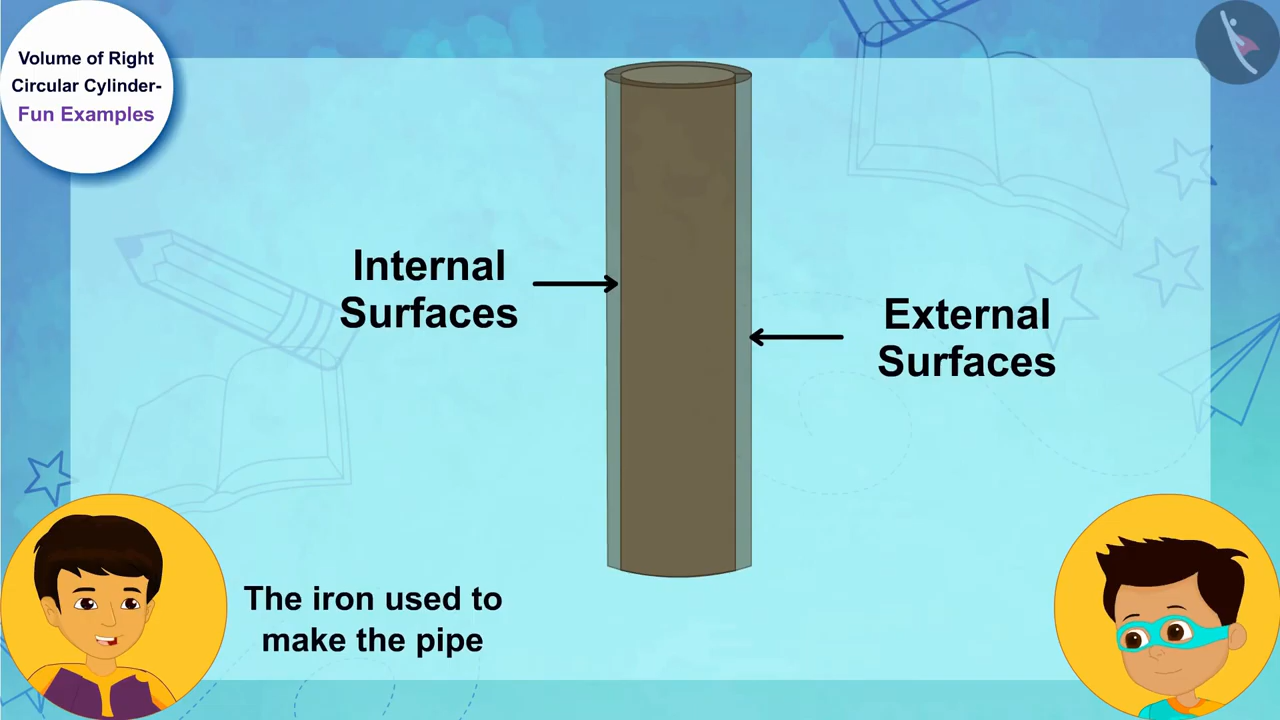 Volume of Right
Circular Cylinder-
Fun Examples
Internal
Surfaces
External
Surfaces
The iron used to
make the pipe